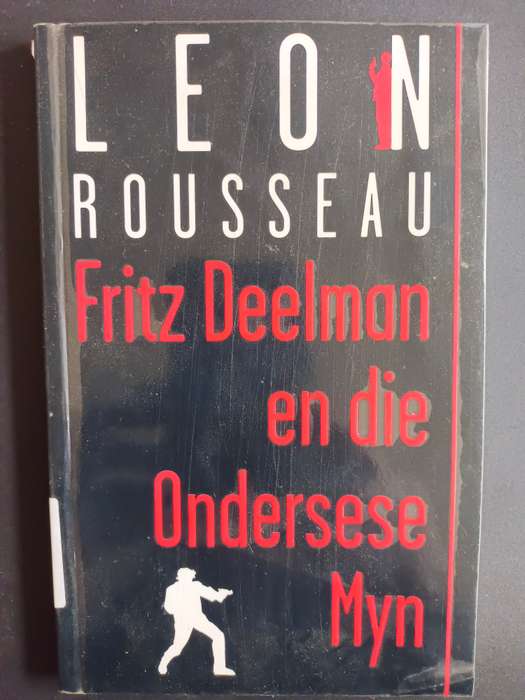 LEON
ROUSSEAU
Fritz Deelman
en die
Ondersese
Myn